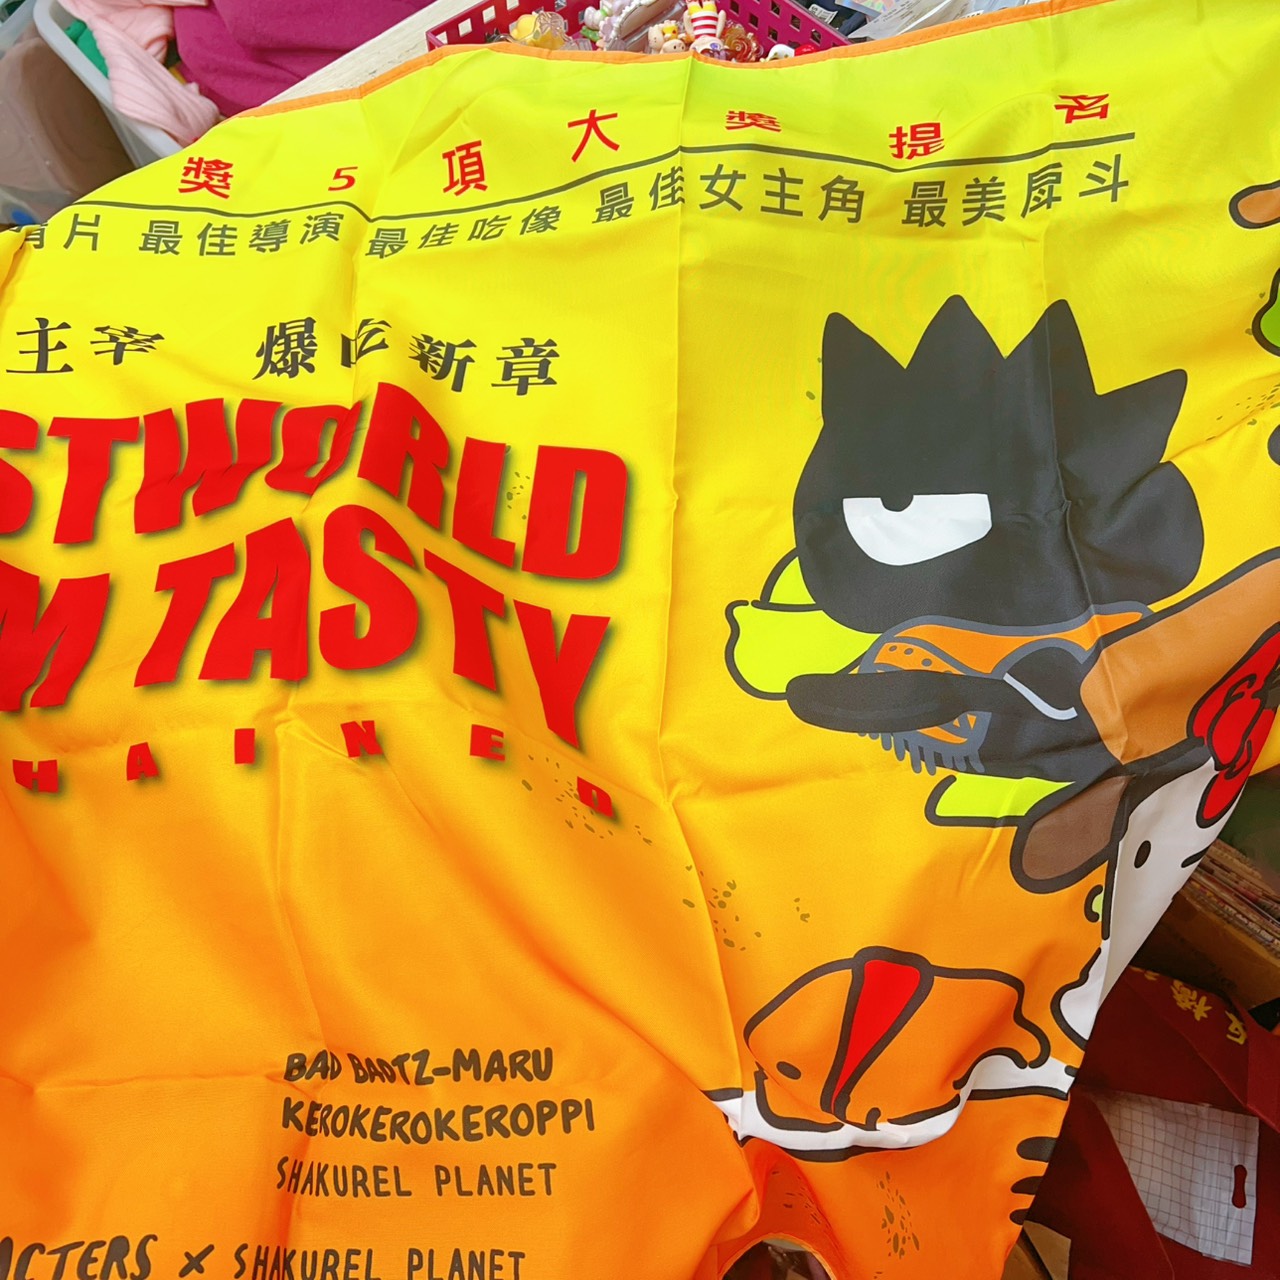 獎 5 項 大 獎 提 名
片 最佳導演 最佳吃像 最佳女主角 最美戽斗
主宰 爆吃新章
STWORLD
M TASTY
HAINED
BAD BADTZ-MARU
KEROKEROKEROPPI
SHAKUREL PLANET
ACTERS × SHAKUREL PLANET